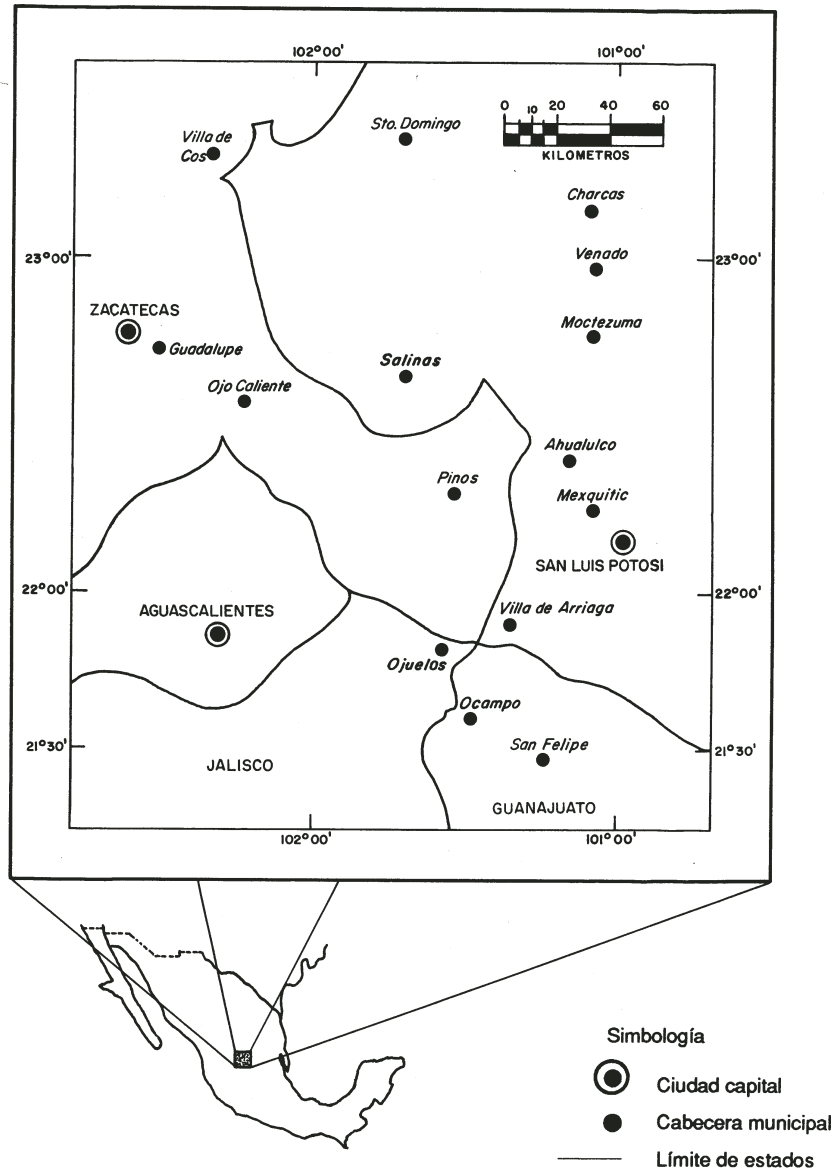 102°00'
101°00'
Sto. Domingo
0 10 20 40 60
KILOMETROS
Villa de
Cos
Charcas
23°00'
Venado
23°00'
ZACATECAS
Moctezuma
Guadalupe
Salinas
Ojo Caliente
Ahualulco
Pinos
Mexquitic
SAN LUIS POTOSI
22°00'
22°00'
AGUASCALIENTES
Villa de Arriaga
Ojuelos
Ocampo
21°30'
San Felipe
21°30'
JALISCO
GUANAJUATO
102°00'
101°00'
Simbología
Ciudad capital
Cabecera municipal
Límite de estados